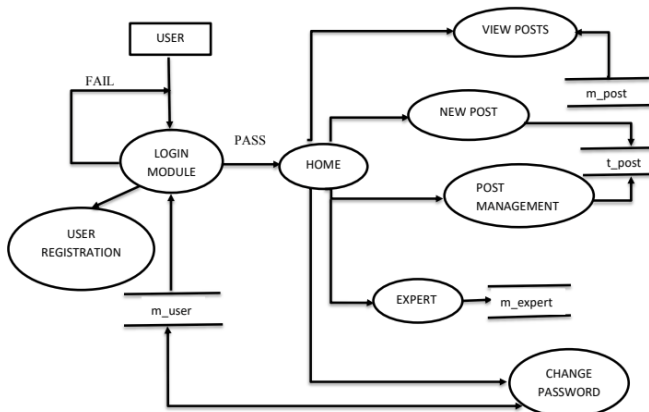 USER
VIEW POSTS
FAIL
m_post
NEW POST
PASS
LOGIN
MODULE
HOME
t_post
POST
MANAGEMENT
USER
REGISTRATION
EXPERT
m_expert
m_user
CHANGE
PASSWORD